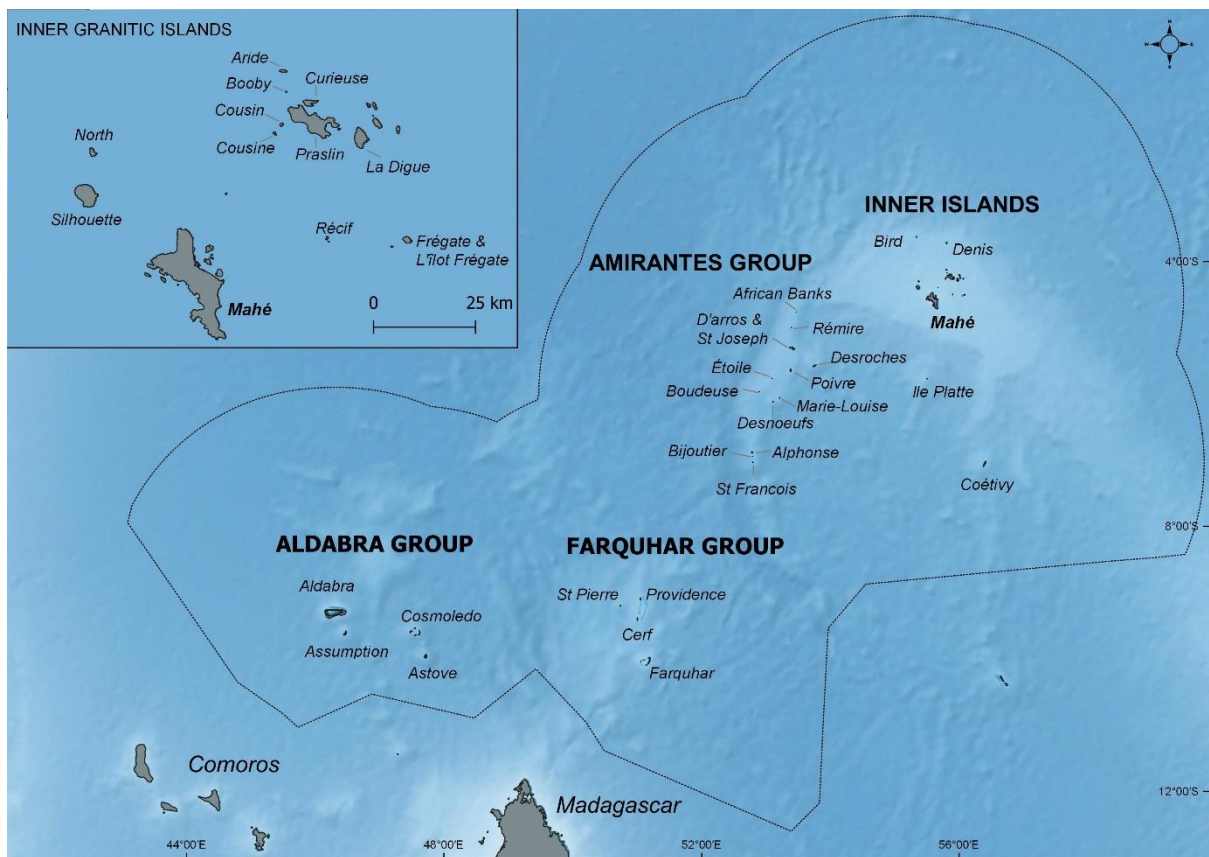 INNER GRANITIC ISLANDS
Aride
Booby
Curieuse
Cousin
North
Cousine
Praslin
La Digue
Silhouette
Récif
Frégate &
L'îlot Frégate
Mahé
0
25 km
N
W
E
S
INNER ISLANDS
Bird
Denis
AMIRANTES GROUP
4°00'S
African Banks
Mahé
D'arros &
St Joseph
Rémire
Desroches
Étoile
Poivre
Boudeuse
Ile Platte
Marie-Louise
Desnoeufs
Bijoutier
Alphonse
St Francois
Coétivy
8°00'S
ALDABRA GROUP
FARQUHAR GROUP
Aldabra
St Pierre
Providence
Cosmoledo
Cerf
Assumption
Astove
Farquhar
Comoros
Madagascar
12°00'S
44°00'E
48°00'E
52°00'E
56°00'E